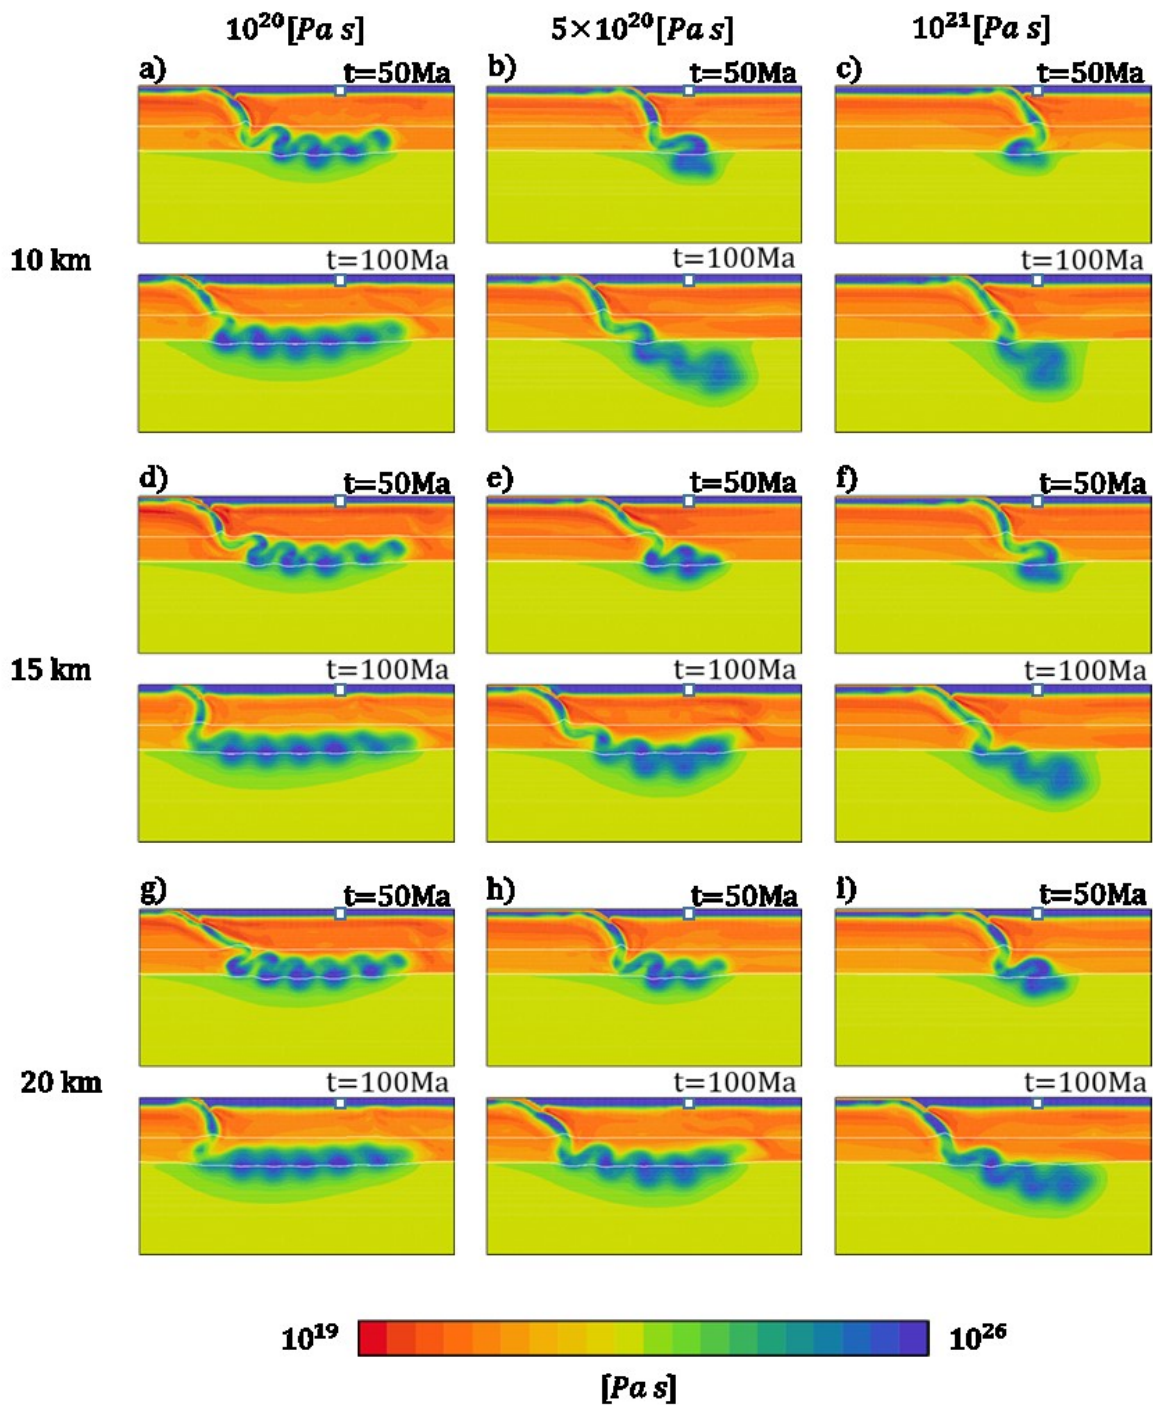 10²⁰[Pa s] 5×10²⁰[Pa s] 10²¹[Pa s]
a) t=50Ma b) t=50Ma c) t=50Ma
10 km
t=100Ma t=100Ma t=100Ma
d) t=50Ma e) t=50Ma f) t=50Ma
15 km
t=100Ma t=100Ma t=100Ma
g) t=50Ma h) t=50Ma i) t=50Ma
20 km
t=100Ma t=100Ma t=100Ma
10¹⁹ 10²⁶
[Pa s]